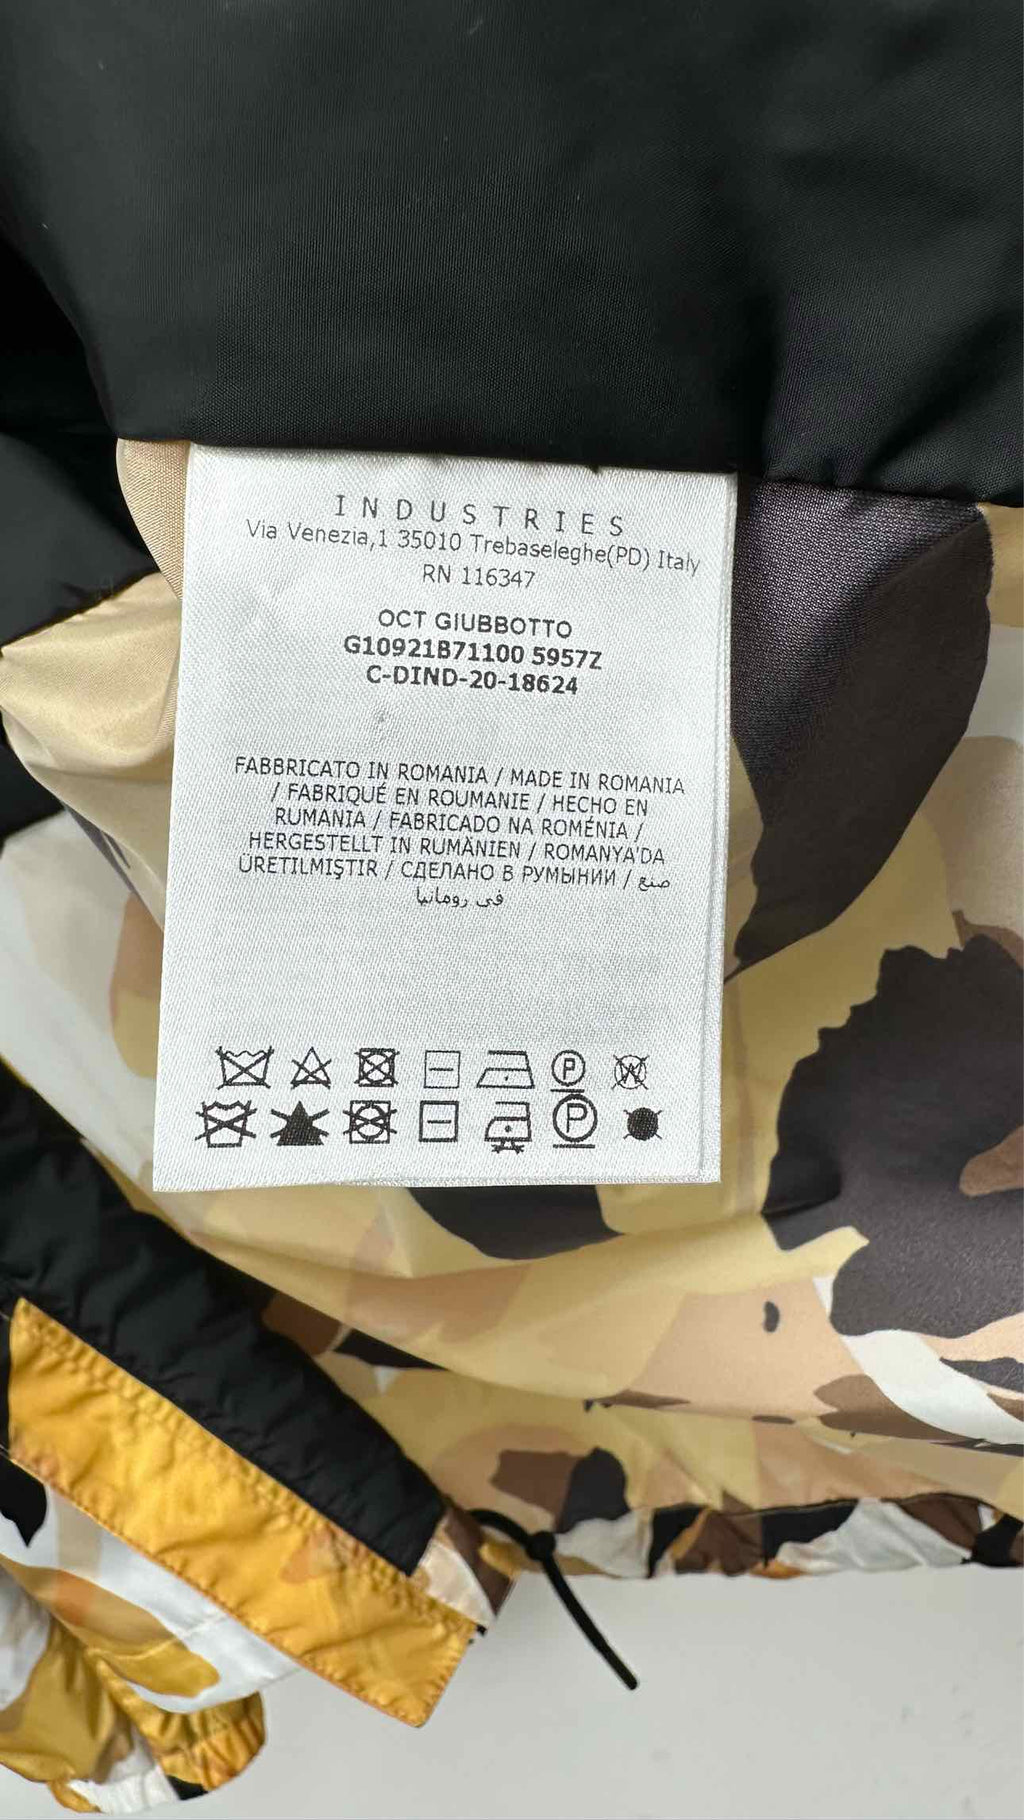 INDUSTRIES
Via Venezia,1 35010 Trebaseleghe(PD) Italy
RN 116347
OCT GIUBBOTTO
G10921B71100 5957Z
C-DIND-20-18624
FABBRICATO IN ROMANIA / MADE IN ROMANIA
/ FABRIQUÉ EN ROUMANIE / HECHO EN
RUMANIA / FABRICADO NA ROMÉNIA /
HERGESTELLT IN RUMÄNIEN / ROMANYA'DA
ÜRETILMIŞTIR / СДЕЛАНО В РУМЫНИИ / صنع
في رومانيا
P W
P